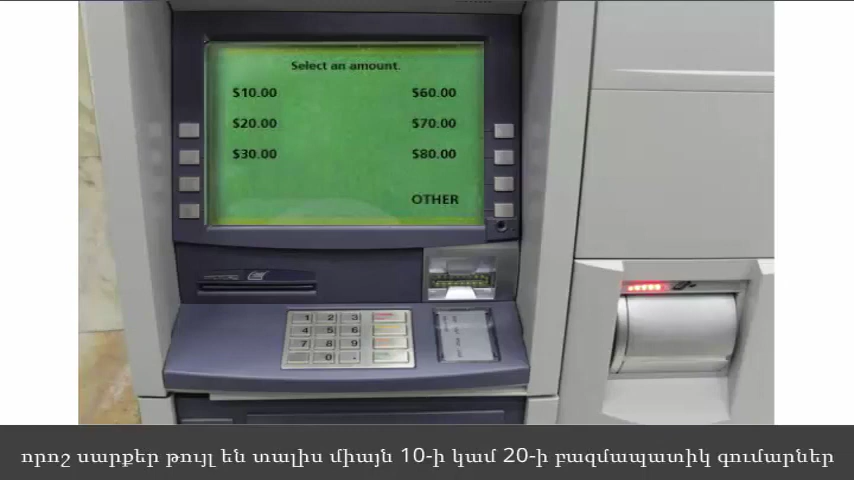 Select an amount.
$10.00 $60.00
$20.00 $70.00
$30.00 $80.00
OTHER
1 2 3
4 5 6
7 8 9
0 .
որոշ սարքեր թույլ են տալիս միայն 10-ի կամ 20-ի բազմապատիկ գումարներ